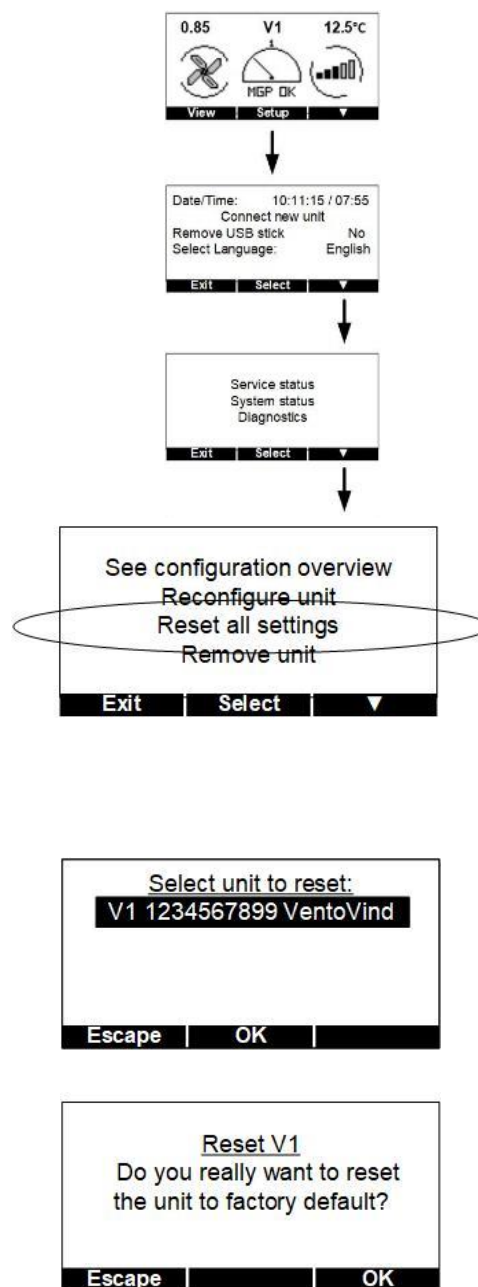 0.85 V1 12.5°C
1
MGP OK
View Setup ▼
Date/Time: 10:11:15 / 07:55
Connect new unit
Remove USB stick No
Select Language: English
Exit Select ▼
Service status
System status
Diagnostics
Exit Select ▼
See configuration overview
Reconfigure unit
Reset all settings
Remove unit
Exit Select ▼
Select unit to reset:
V1 1234567899 VentoVind
Escape OK
Reset V1
Do you really want to reset
the unit to factory default?
Escape OK